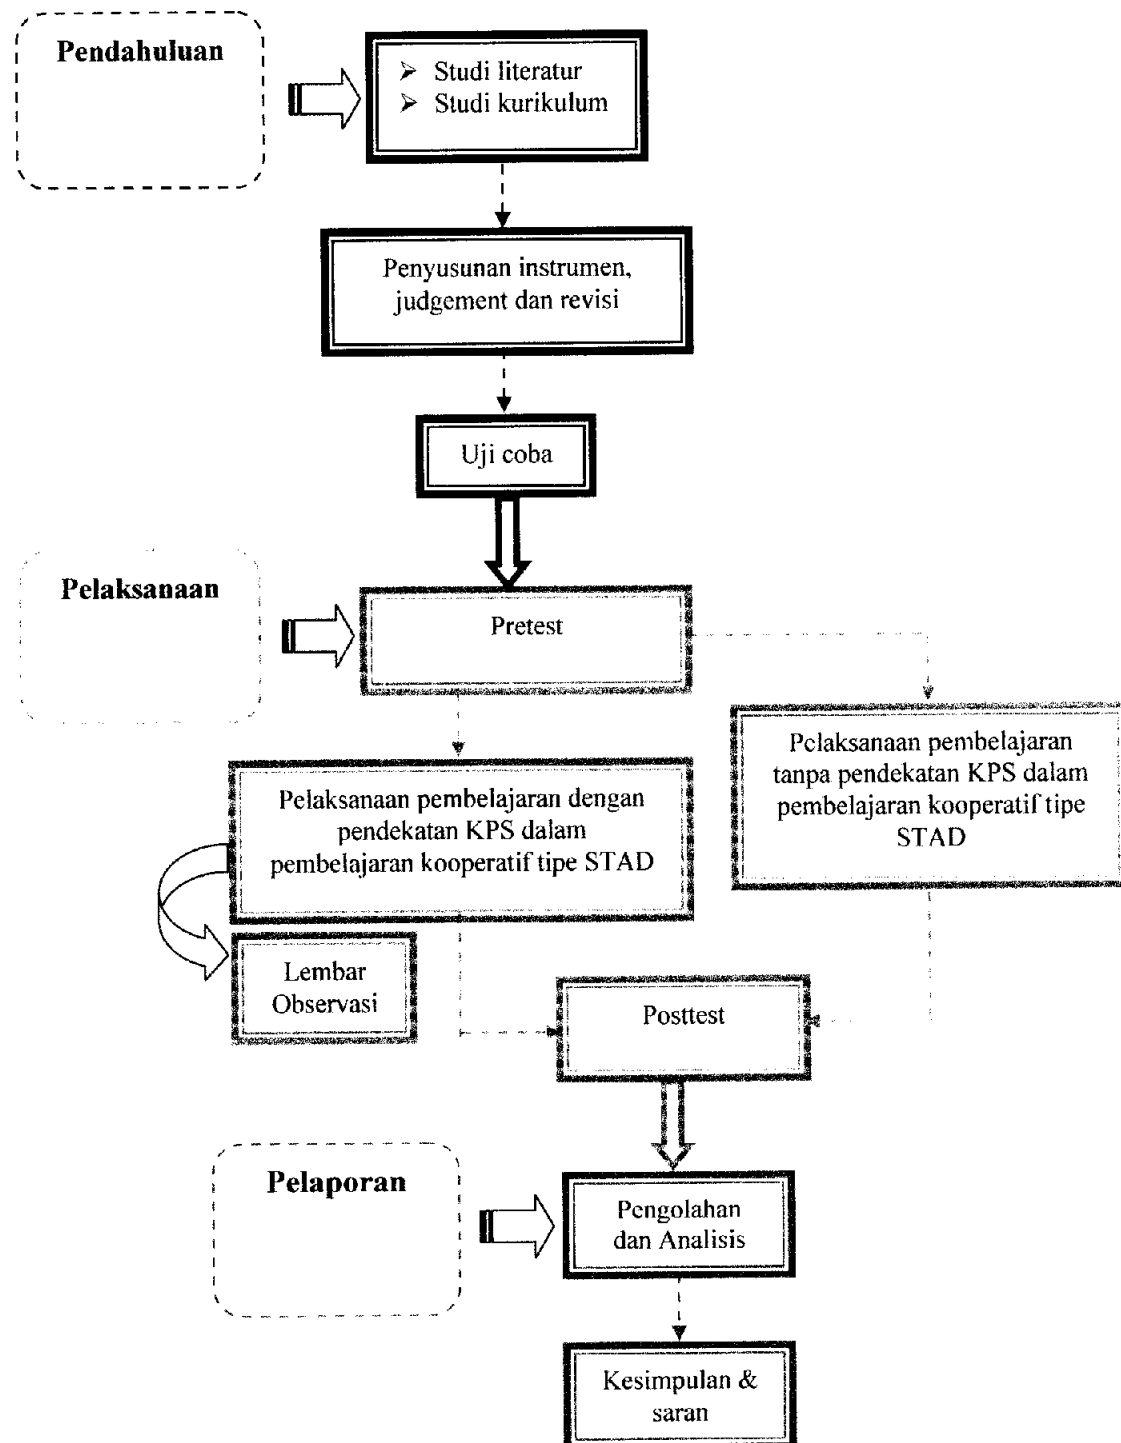 Pendahuluan
➢ Studi literatur
➢ Studi kurikulum
Penyusunan instrumen,
judgement dan revisi
Uji coba
Pelaksanaan
Pretest
Pelaksanaan pembelajaran
tanpa pendekatan KPS dalam
pembelajaran kooperatif tipe
STAD
Pelaksanaan pembelajaran dengan
pendekatan KPS dalam
pembelajaran kooperatif tipe STAD
Lembar
Observasi
Posttest
Pelaporan
Pengolahan
dan Analisis
Kesimpulan &
saran